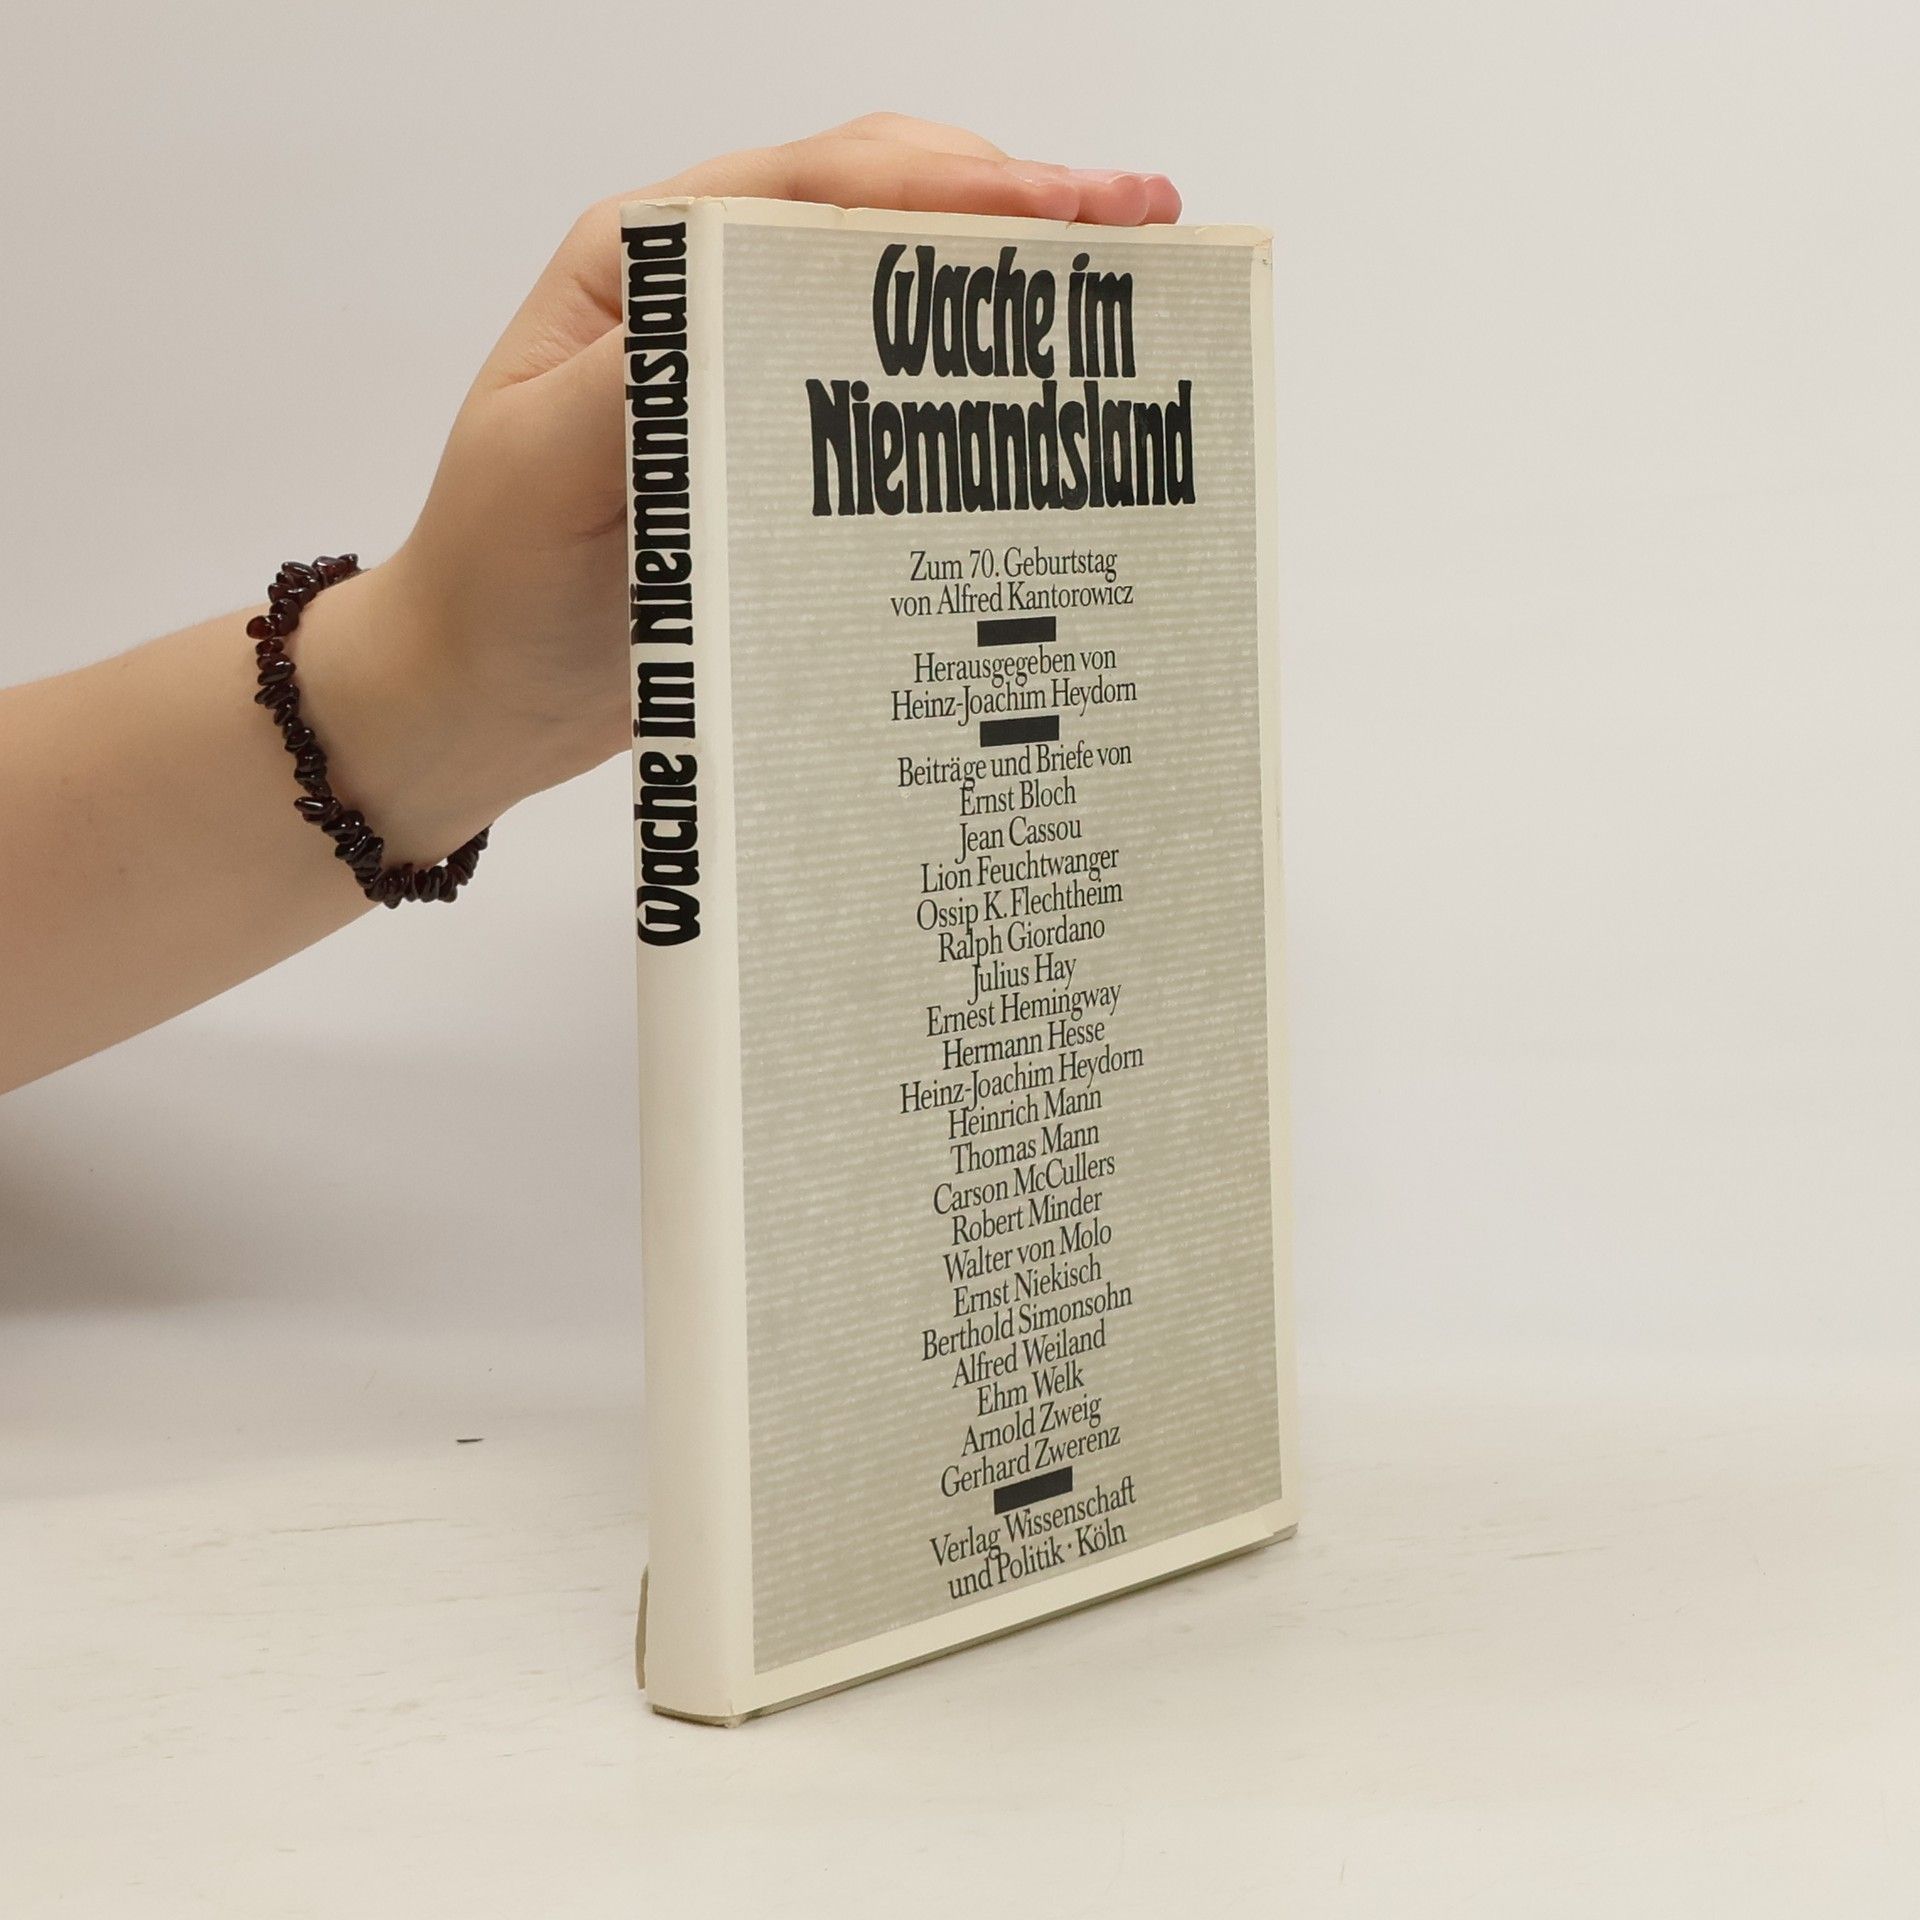 Wache im Niemandsland
Wache im
Niemandsland
Zum 70. Geburtstag
von Alfred Kantorowicz
Herausgegeben von
Heinz-Joachim Heydorn
Beiträge und Briefe von
Ernst Bloch
Jean Cassou
Lion Feuchtwanger
Ossip K. Flechtheim
Ralph Giordano
Julius Hay
Ernest Hemingway
Hermann Hesse
Heinz-Joachim Heydorn
Heinrich Mann
Thomas Mann
Carson McCullers
Robert Minder
Walter von Molo
Ernst Niekisch
Berthold Simonsohn
Alfred Weiland
Ehm Welk
Arnold Zweig
Gerhard Zwerenz
Verlag Wissenschaft
und Politik · Köln